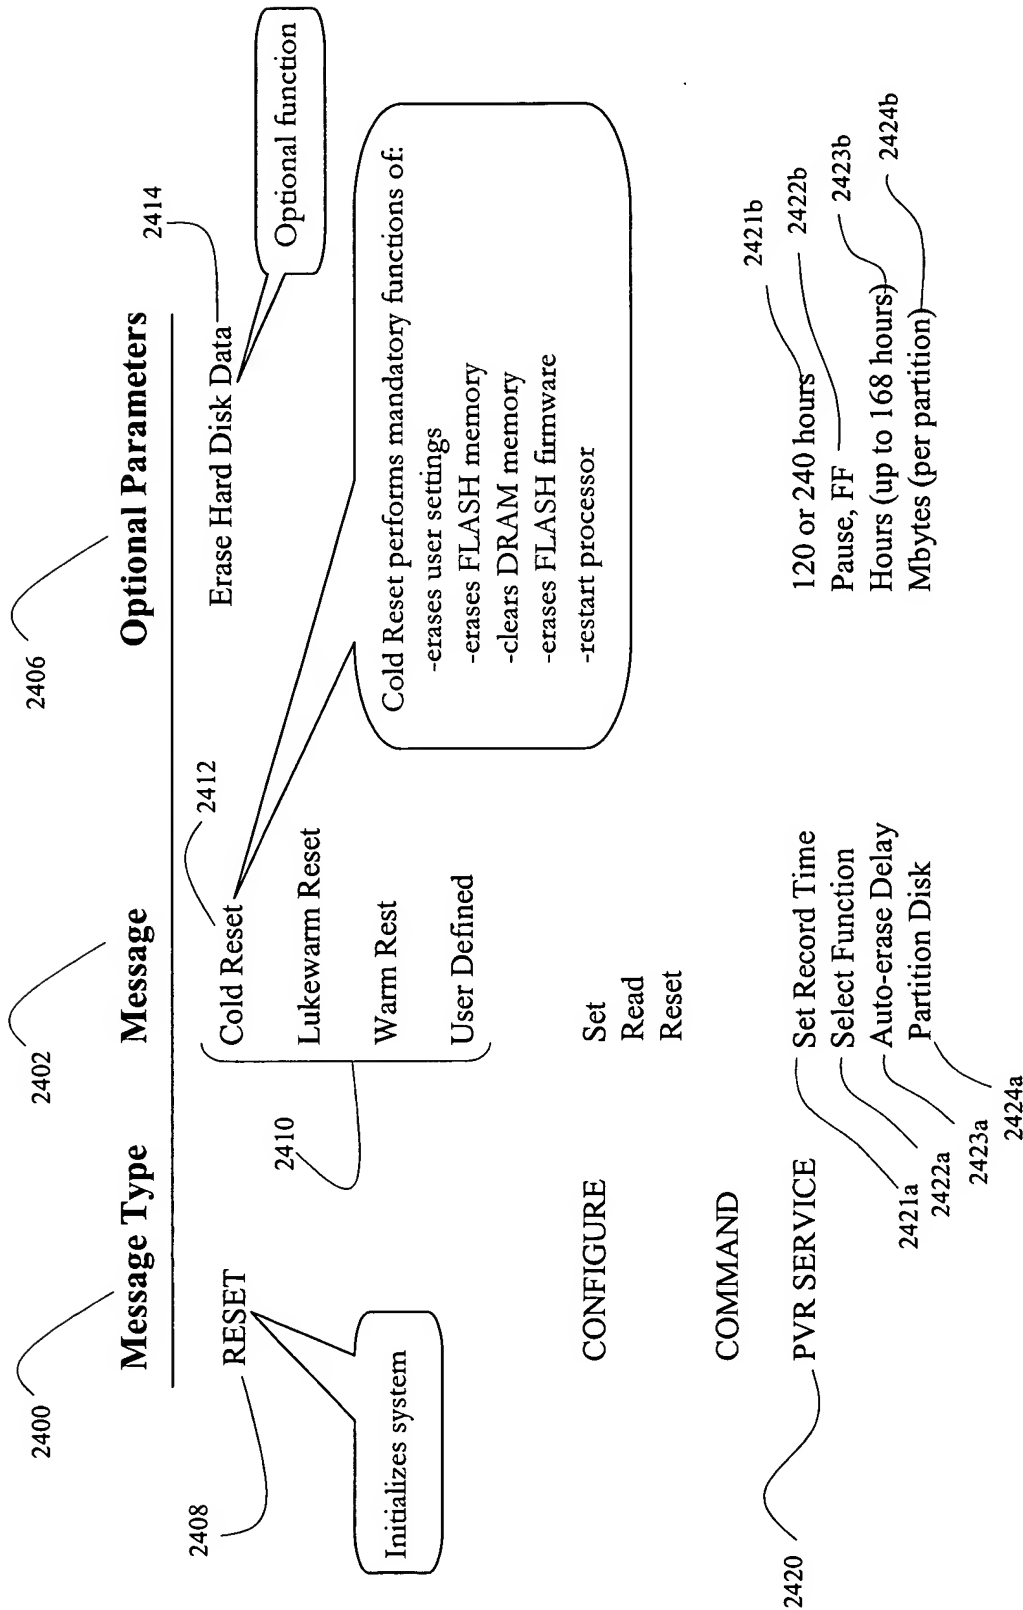 2400
2402
2406
Message Type
Message
Optional Parameters
2408
RESET
Initializes system
2410
2412
Cold Reset
Lukewarm Reset
Warm Rest
User Defined
Erase Hard Disk Data
2414
Optional function
Cold Reset performs mandatory functions of:
-erases user settings
-erases FLASH memory
-clears DRAM memory
-erases FLASH firmware
-restart processor
CONFIGURE
Set
Read
Reset
COMMAND
2420
PVR SERVICE
2421a
Set Record Time
120 or 240 hours
2421b
2422a
Select Function
Pause, FF
2422b
2423a
Auto-erase Delay
Hours (up to 168 hours)
2423b
2424a
Partition Disk
Mbytes (per partition)
2424b